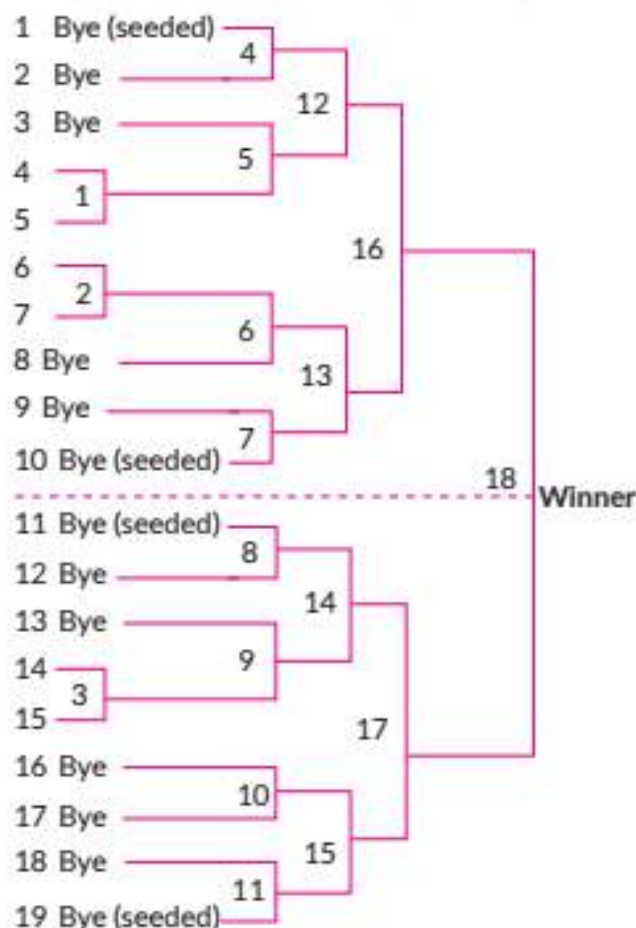 1 Bye (seeded)
4
2 Bye
12
3 Bye
5
4
1
5
16
6
2
7
6
8 Bye
13
9 Bye
7
10 Bye (seeded)
18
Winner
11 Bye (seeded)
8
12 Bye
14
13 Bye
9
14
3
15
17
16 Bye
10
17 Bye
15
18 Bye
11
19 Bye (seeded)